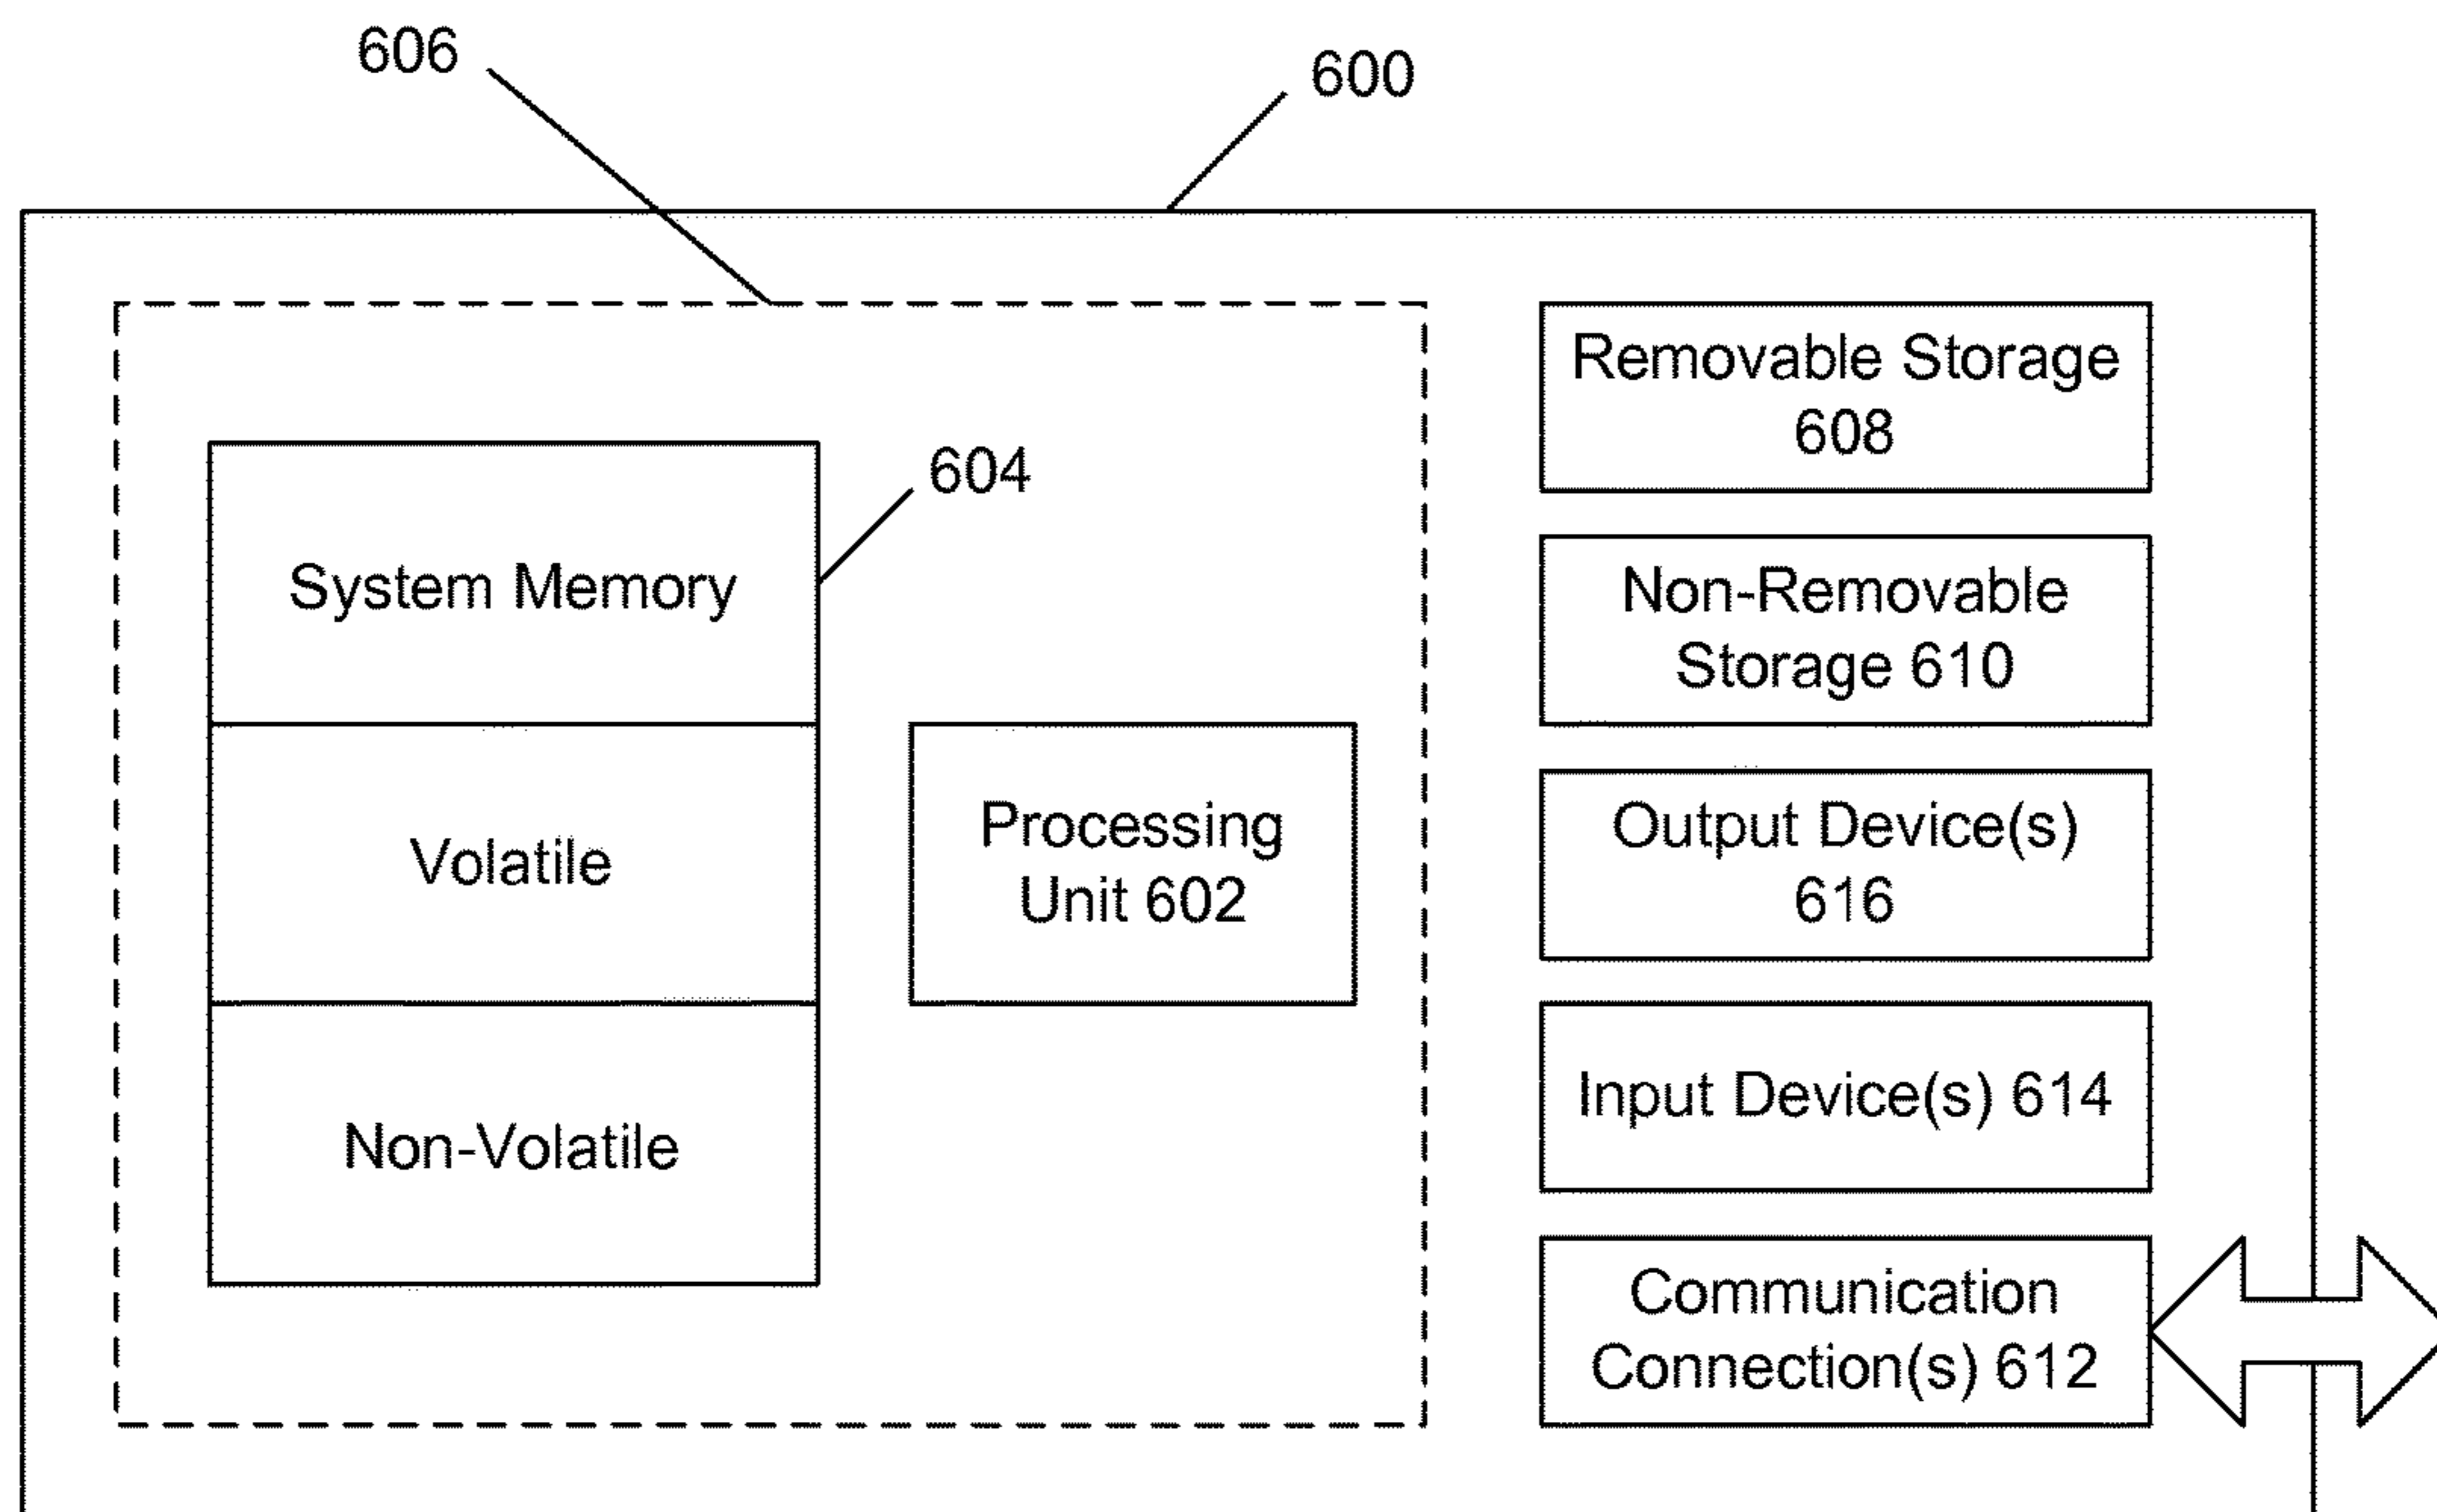 606
600
604
System Memory
Volatile
Non-Volatile
Processing
Unit 602
Removable Storage
608
Non-Removable
Storage 610
Output Device(s)
616
Input Device(s) 614
Communication
Connection(s) 612